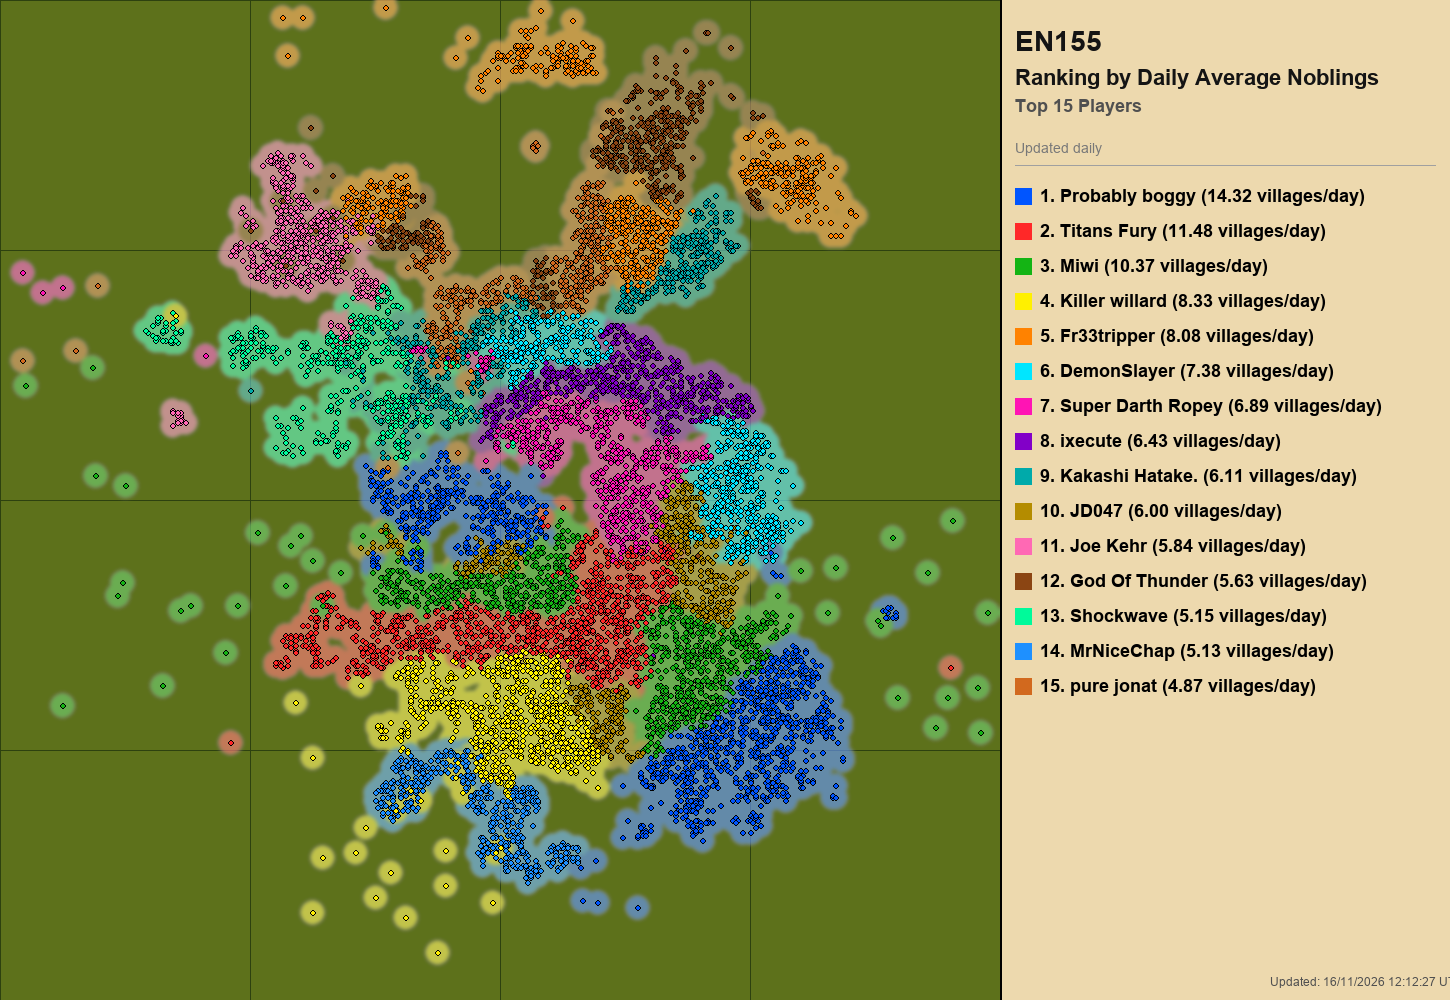 EN155
Ranking by Daily Average Noblings
Top 15 Players
Updated daily
1. Probably boggy (14.32 villages/day)
2. Titans Fury (11.48 villages/day)
3. Miwi (10.37 villages/day)
4. Killer willard (8.33 villages/day)
5. Fr33tripper (8.08 villages/day)
6. DemonSlayer (7.38 villages/day)
7. Super Darth Ropey (6.89 villages/day)
8. ixecute (6.43 villages/day)
9. Kakashi Hatake. (6.11 villages/day)
10. JD047 (6.00 villages/day)
11. Joe Kehr (5.84 villages/day)
12. God Of Thunder (5.63 villages/day)
13. Shockwave (5.15 villages/day)
14. MrNiceChap (5.13 villages/day)
15. pure jonat (4.87 villages/day)
Updated: 16/11/2026 12:12:27 U